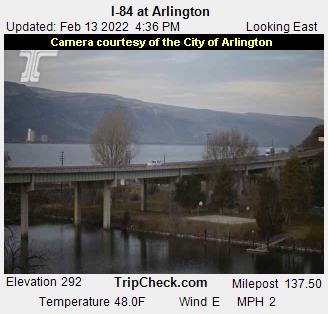 I-84 at Arlington
Updated: Feb 13 2022 4:36 PM Looking East
Camera courtesy of the City of Arlington
Elevation 292 TripCheck.com Milepost 137.50
Temperature 48.0F Wind E MPH 2